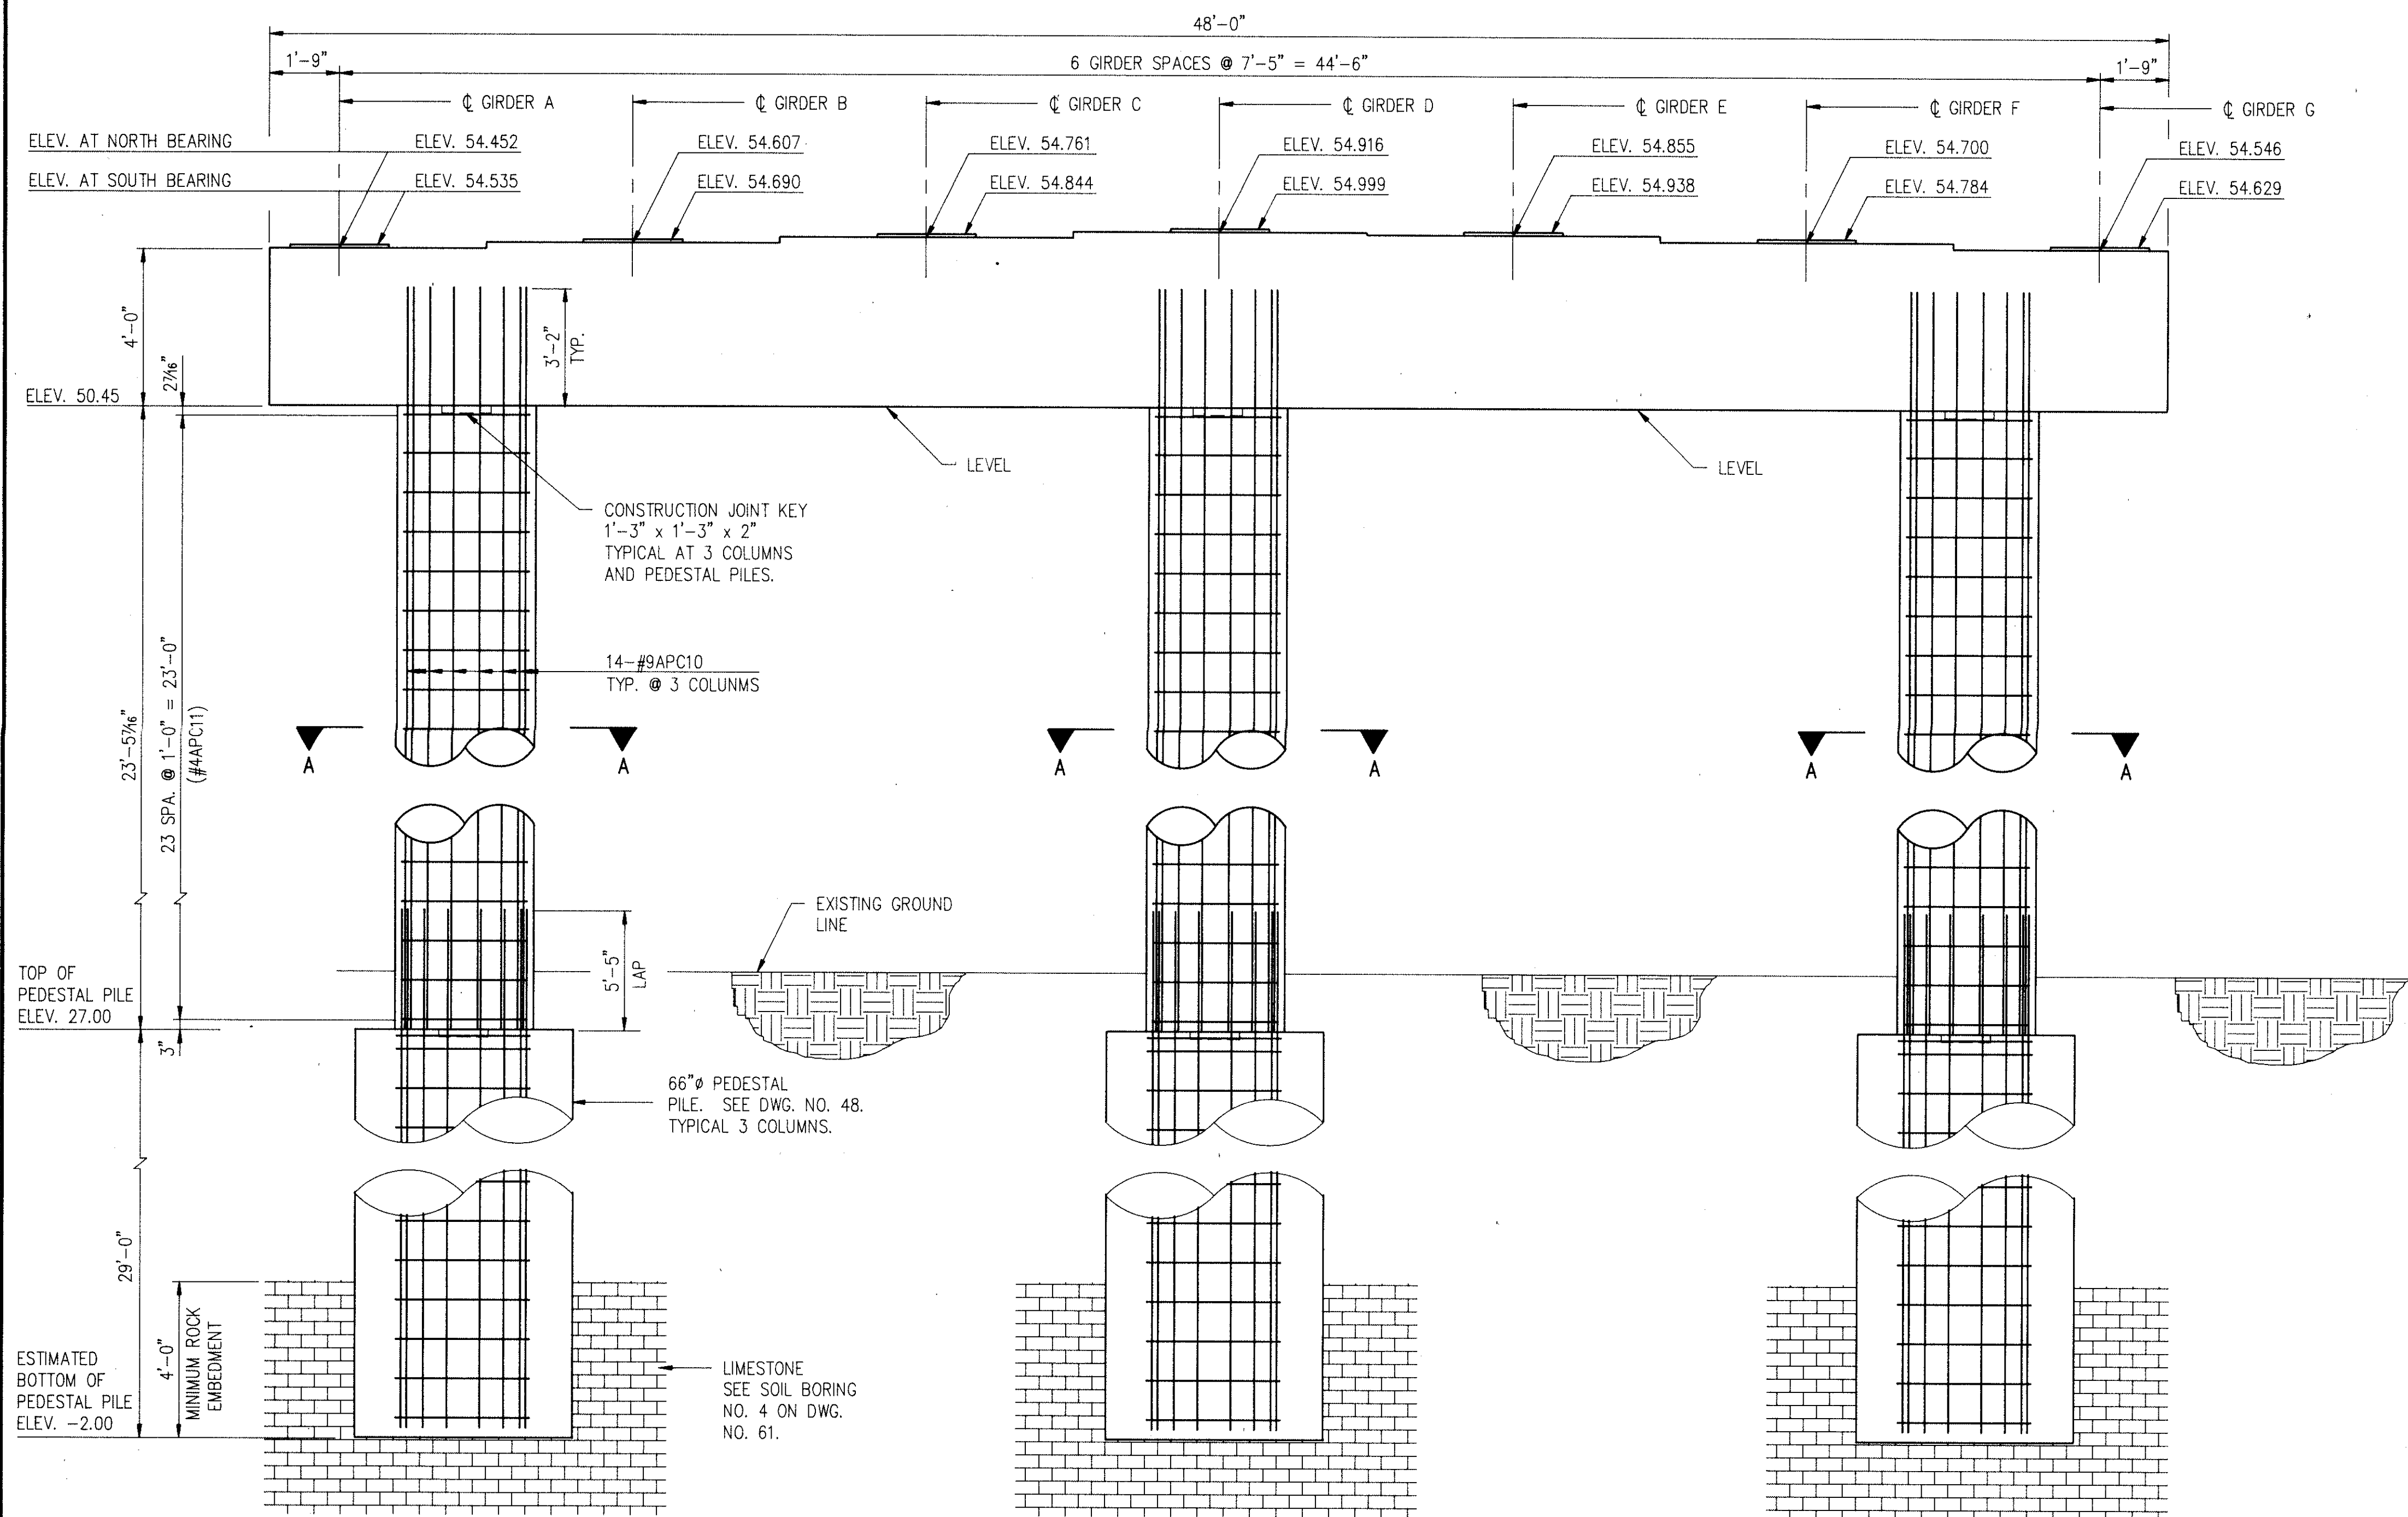 48'-0"
1'-9"
6 GIRDER SPACES @ 7'-5" = 44'-6"
1'-9"
℄ GIRDER A
℄ GIRDER B
℄ GIRDER C
℄ GIRDER D
℄ GIRDER E
℄ GIRDER F
℄ GIRDER G
ELEV. AT NORTH BEARING
ELEV. 54.452
ELEV. 54.607
ELEV. 54.761
ELEV. 54.916
ELEV. 54.855
ELEV. 54.700
ELEV. 54.546
ELEV. AT SOUTH BEARING
ELEV. 54.535
ELEV. 54.690
ELEV. 54.844
ELEV. 54.999
ELEV. 54.938
ELEV. 54.784
ELEV. 54.629
4'-0"
2 7/16"
3'-2"
TYP.
ELEV. 50.45
LEVEL
LEVEL
CONSTRUCTION JOINT KEY
1'-3" x 1'-3" x 2"
TYPICAL AT 3 COLUMNS
AND PEDESTAL PILES.
14-#9APC10
TYP. @ 3 COLUNMS
23'-5 7/16"
23 SPA. @ 1'-0" = 23'-0"
(#4APC11)
A
A
A
A
A
A
EXISTING GROUND
LINE
5'-5"
LAP
TOP OF
PEDESTAL PILE
ELEV. 27.00
3"
66"ø PEDESTAL
PILE. SEE DWG. NO. 48.
TYPICAL 3 COLUMNS.
29'-0"
4'-0"
MINIMUM ROCK
EMBEDMENT
ESTIMATED
BOTTOM OF
PEDESTAL PILE
ELEV. -2.00
LIMESTONE
SEE SOIL BORING
NO. 4 ON DWG.
NO. 61.